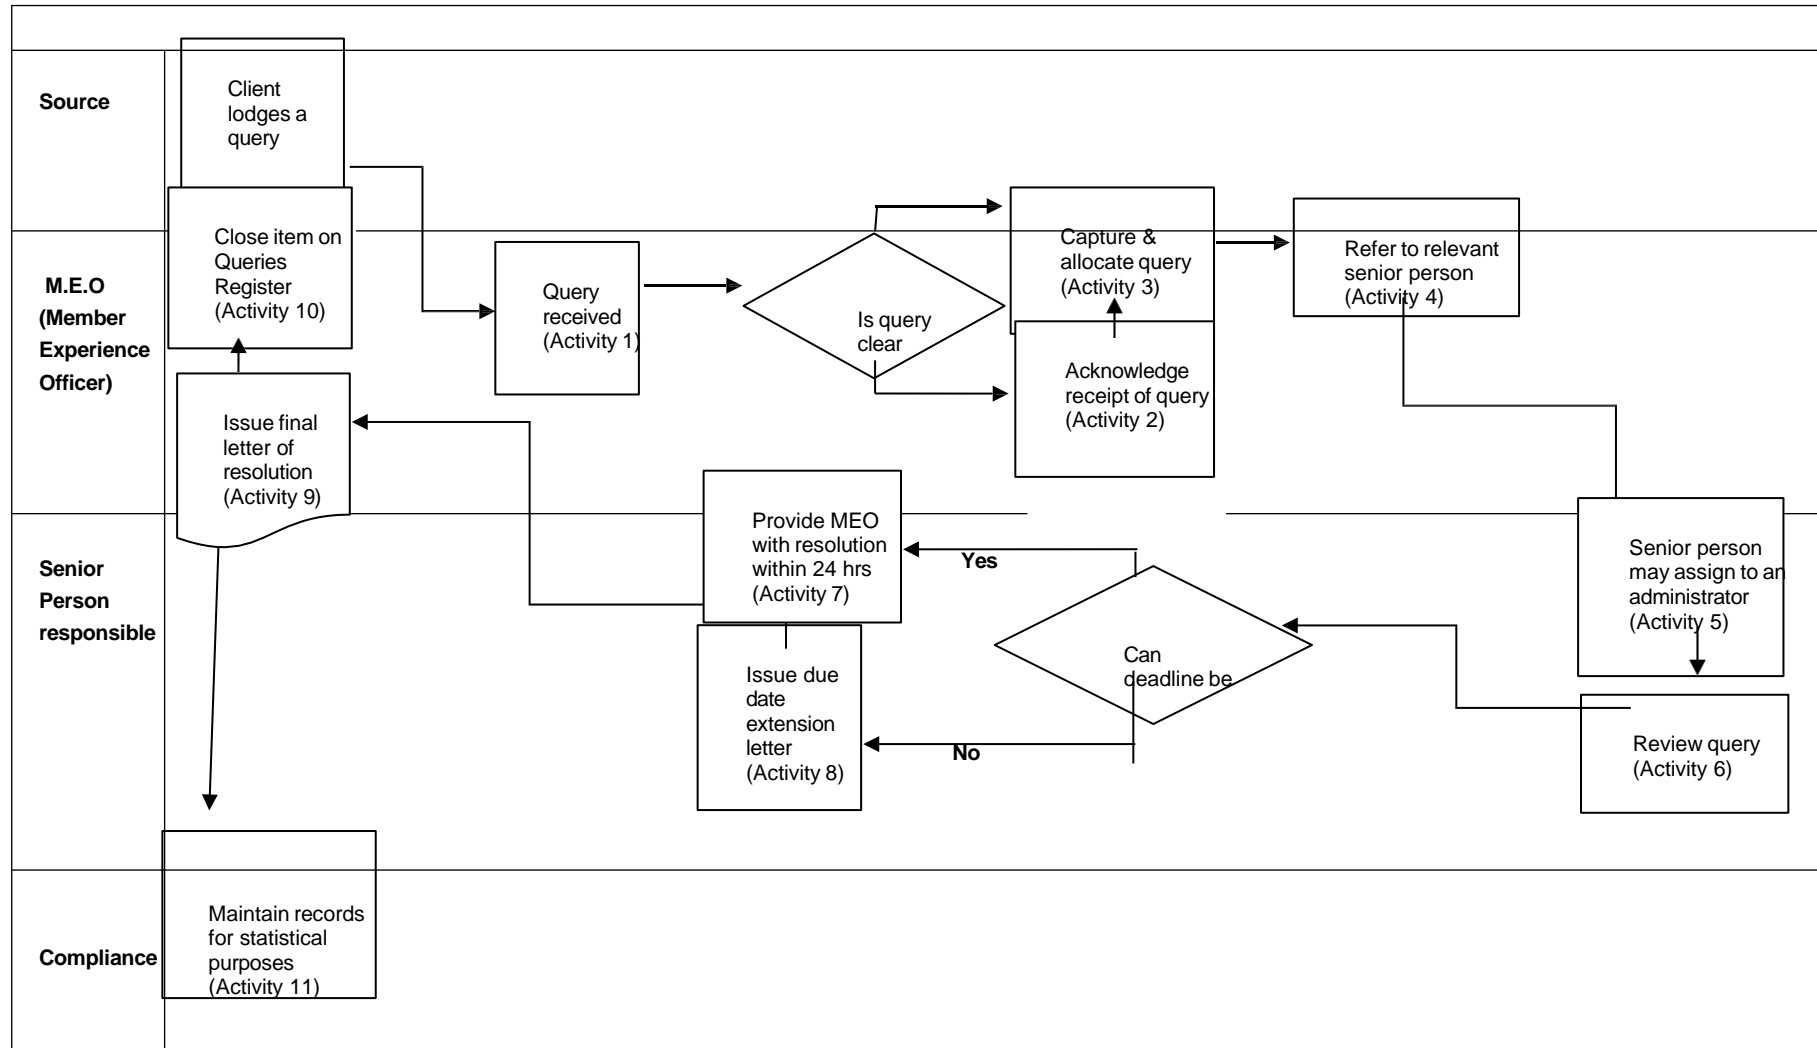 Source
Client
lodges a
query
M.E.O
(Member
Experience
Officer)
Close item on
Queries
Register
(Activity 10)
Query
received
(Activity 1)
Is query
clear
Capture &
allocate query
(Activity 3)
Refer to relevant
senior person
(Activity 4)
Acknowledge
receipt of query
(Activity 2)
Issue final
letter of
resolution
(Activity 9)
Senior
Person
responsible
Provide MEO
with resolution
within 24 hrs
(Activity 7)
Yes
Can
deadline be
No
Senior person
may assign to an
administrator
(Activity 5)
Issue due
date
extension
letter
(Activity 8)
Review query
(Activity 6)
Compliance
Maintain records
for statistical
purposes
(Activity 11)